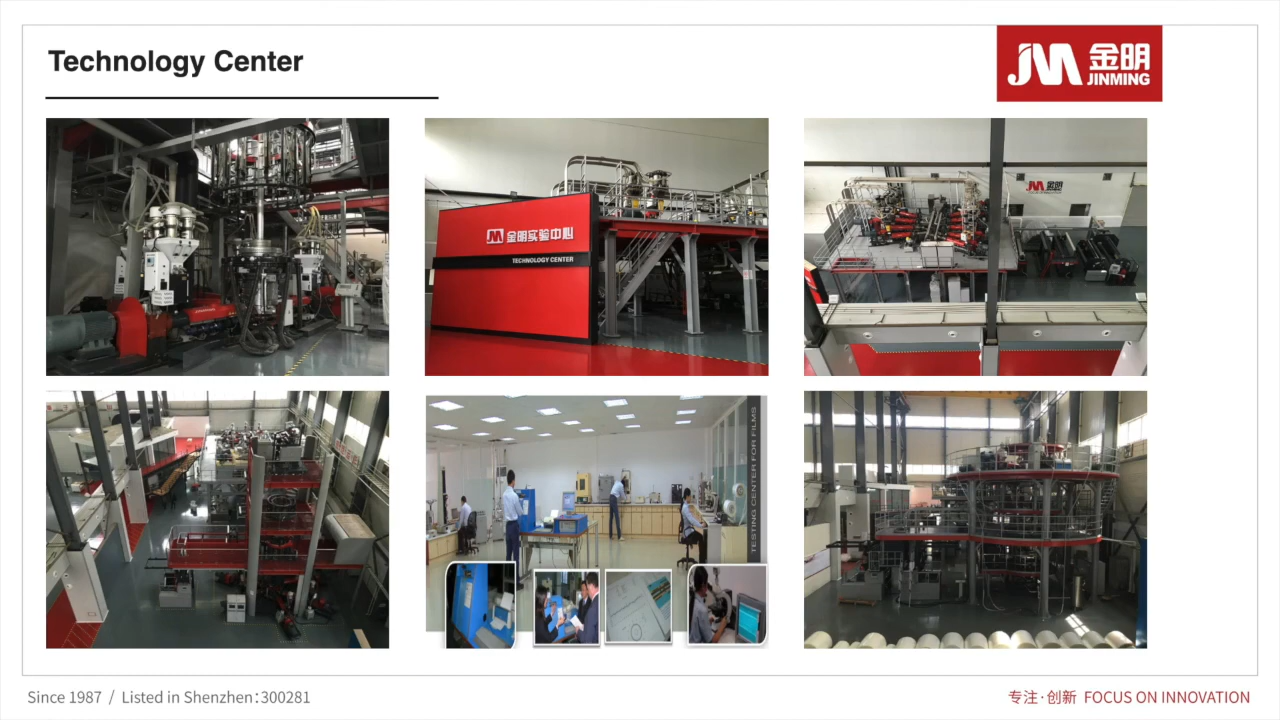 Technology Center
JM 金明
JINMING
JM 金明实验中心
TECHNOLOGY CENTER
JM 金明
TESTING CENTER FOR FILMS
Since 1987 / Listed in Shenzhen:300281
专注·创新 FOCUS ON INNOVATION